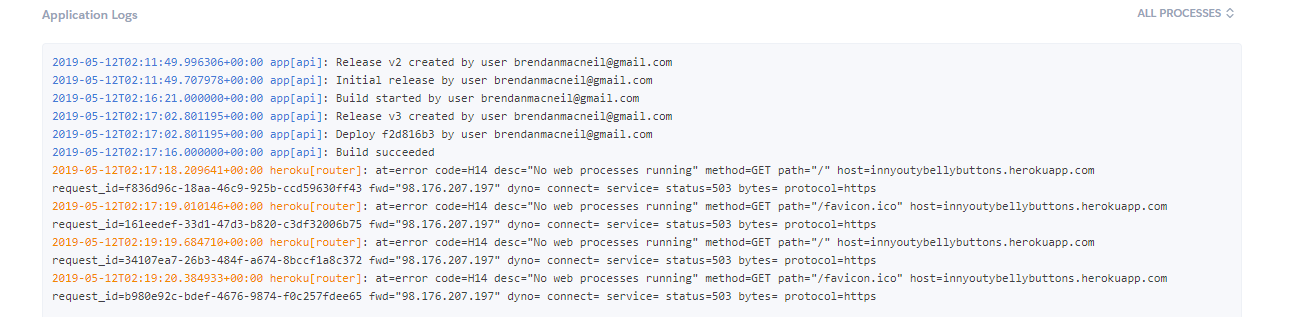 Application Logs
ALL PROCESSES
2019-05-12T02:11:49.996306+00:00 app[api]: Release v2 created by user brendanmacneil@gmail.com
2019-05-12T02:11:49.707978+00:00 app[api]: Initial release by user brendanmacneil@gmail.com
2019-05-12T02:16:21.000000+00:00 app[api]: Build started by user brendanmacneil@gmail.com
2019-05-12T02:17:02.801195+00:00 app[api]: Release v3 created by user brendanmacneil@gmail.com
2019-05-12T02:17:02.801195+00:00 app[api]: Deploy f2d816b3 by user brendanmacneil@gmail.com
2019-05-12T02:17:16.000000+00:00 app[api]: Build succeeded
2019-05-12T02:17:18.209641+00:00 heroku[router]: at=error code=H14 desc="No web processes running" method=GET path="/" host=innyoutybellybuttons.herokuapp.com
request_id=f836d96c-18aa-46c9-925b-ccd59630ff43 fwd="98.176.207.197" dyno= connect= service= status=503 bytes= protocol=https
2019-05-12T02:17:19.010146+00:00 heroku[router]: at=error code=H14 desc="No web processes running" method=GET path="/favicon.ico" host=innyoutybellybuttons.herokuapp.com
request_id=161eedef-33d1-47d3-b820-c3df32006b75 fwd="98.176.207.197" dyno= connect= service= status=503 bytes= protocol=https
2019-05-12T02:19:19.684710+00:00 heroku[router]: at=error code=H14 desc="No web processes running" method=GET path="/" host=innyoutybellybuttons.herokuapp.com
request_id=34107ea7-26b3-484f-a674-8bccf1a8c372 fwd="98.176.207.197" dyno= connect= service= status=503 bytes= protocol=https
2019-05-12T02:19:20.384933+00:00 heroku[router]: at=error code=H14 desc="No web processes running" method=GET path="/favicon.ico" host=innyoutybellybuttons.herokuapp.com
request_id=b980e92c-bdef-4676-9874-f0c257fdee65 fwd="98.176.207.197" dyno= connect= service= status=503 bytes= protocol=https